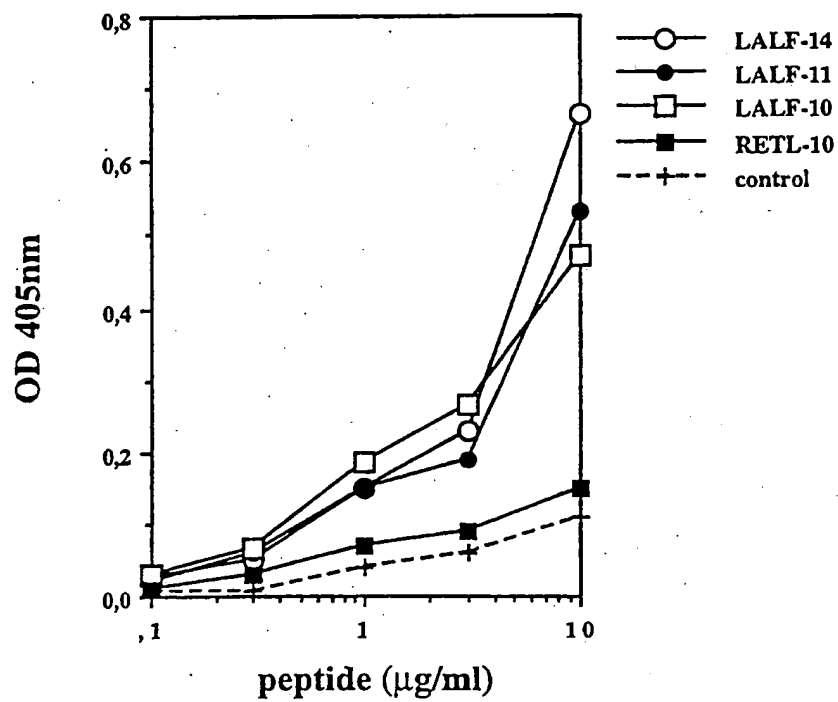 0,8
0,6
0,4
0,2
0,0
OD 405nm
,1
1
10
peptide (μg/ml)
LALF-14
LALF-11
LALF-10
RETL-10
control